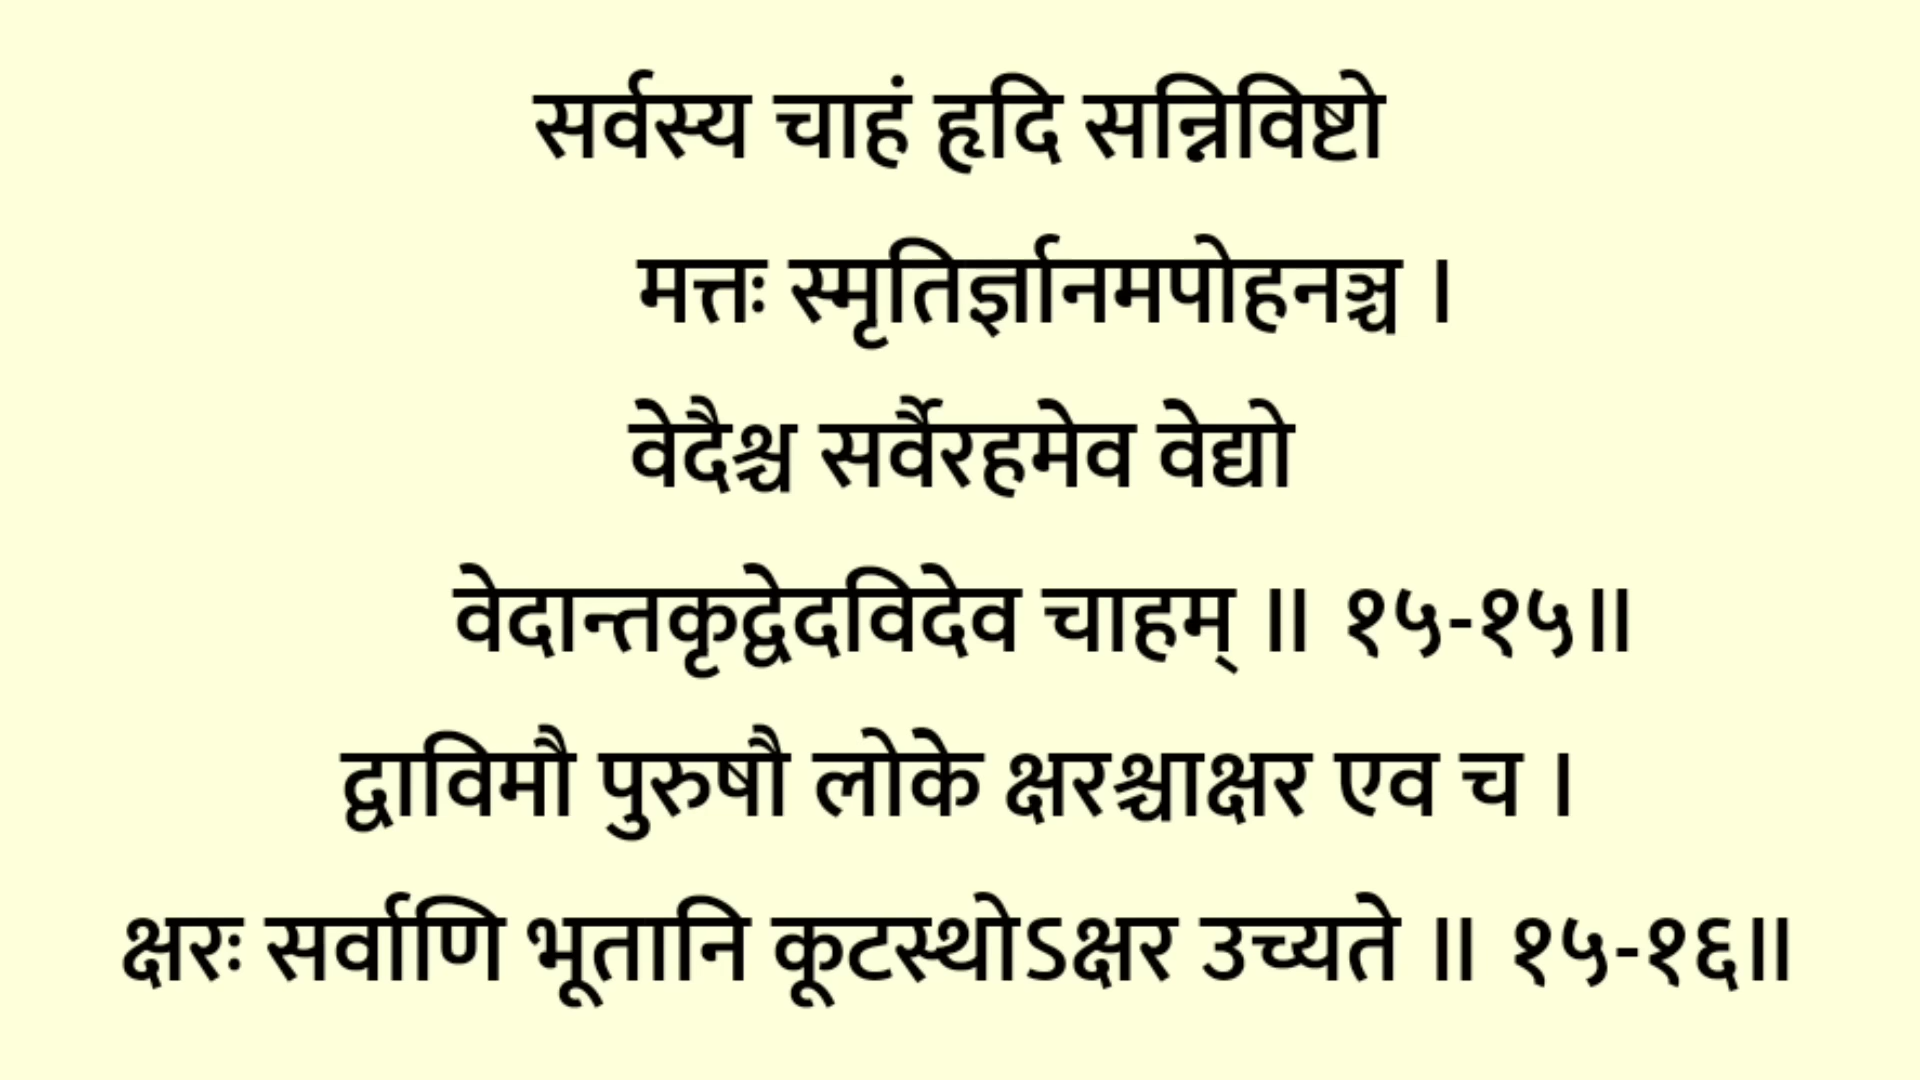 सर्वस्य चाहं हृदि सन्निविष्टो
मत्तः स्मृतिर्ज्ञानमपोहनञ्च ।
वेदैश्च सर्वैरहमेव वेद्यो
वेदान्तकृद्वेदविदेव चाहम् ॥ १५-१५॥
द्वाविमौ पुरुषौ लोके क्षरश्चाक्षर एव च ।
क्षरः सर्वाणि भूतानि कूटस्थोऽक्षर उच्यते ॥ १५-१६॥